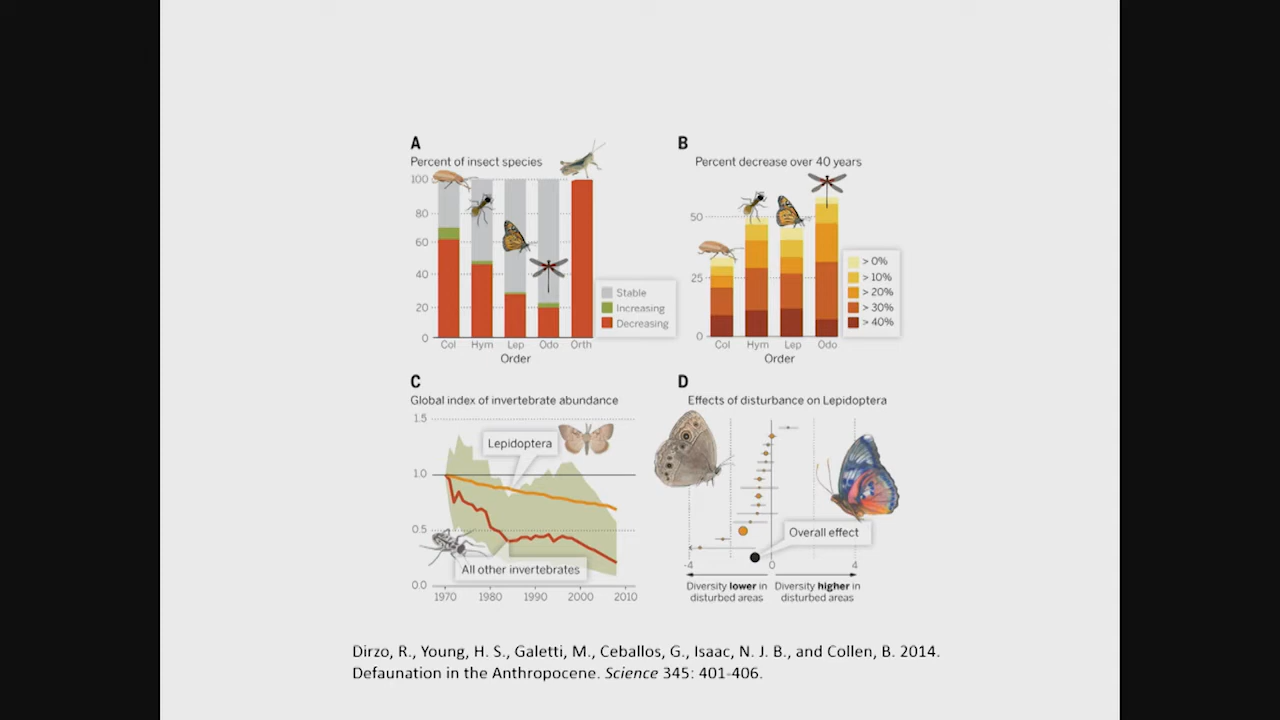 A
Percent of insect species
100
80
60
40
20
0
Col Hym Lep Odo Orth
Order
Stable
Increasing
Decreasing
B
Percent decrease over 40 years
50
25
0
Col Hym Lep Odo
Order
> 0%
> 10%
> 20%
> 30%
> 40%
C
Global index of invertebrate abundance
1.5
1.0
0.5
0.0
Lepidoptera
All other invertebrates
1970 1980 1990 2000 2010
D
Effects of disturbance on Lepidoptera
Overall effect
-4 0 4
Diversity lower in
disturbed areas
Diversity higher in
disturbed areas
Dirzo, R., Young, H. S., Galetti, M., Ceballos, G., Isaac, N. J. B., and Collen, B. 2014.
Defaunation in the Anthropocene. Science 345: 401-406.